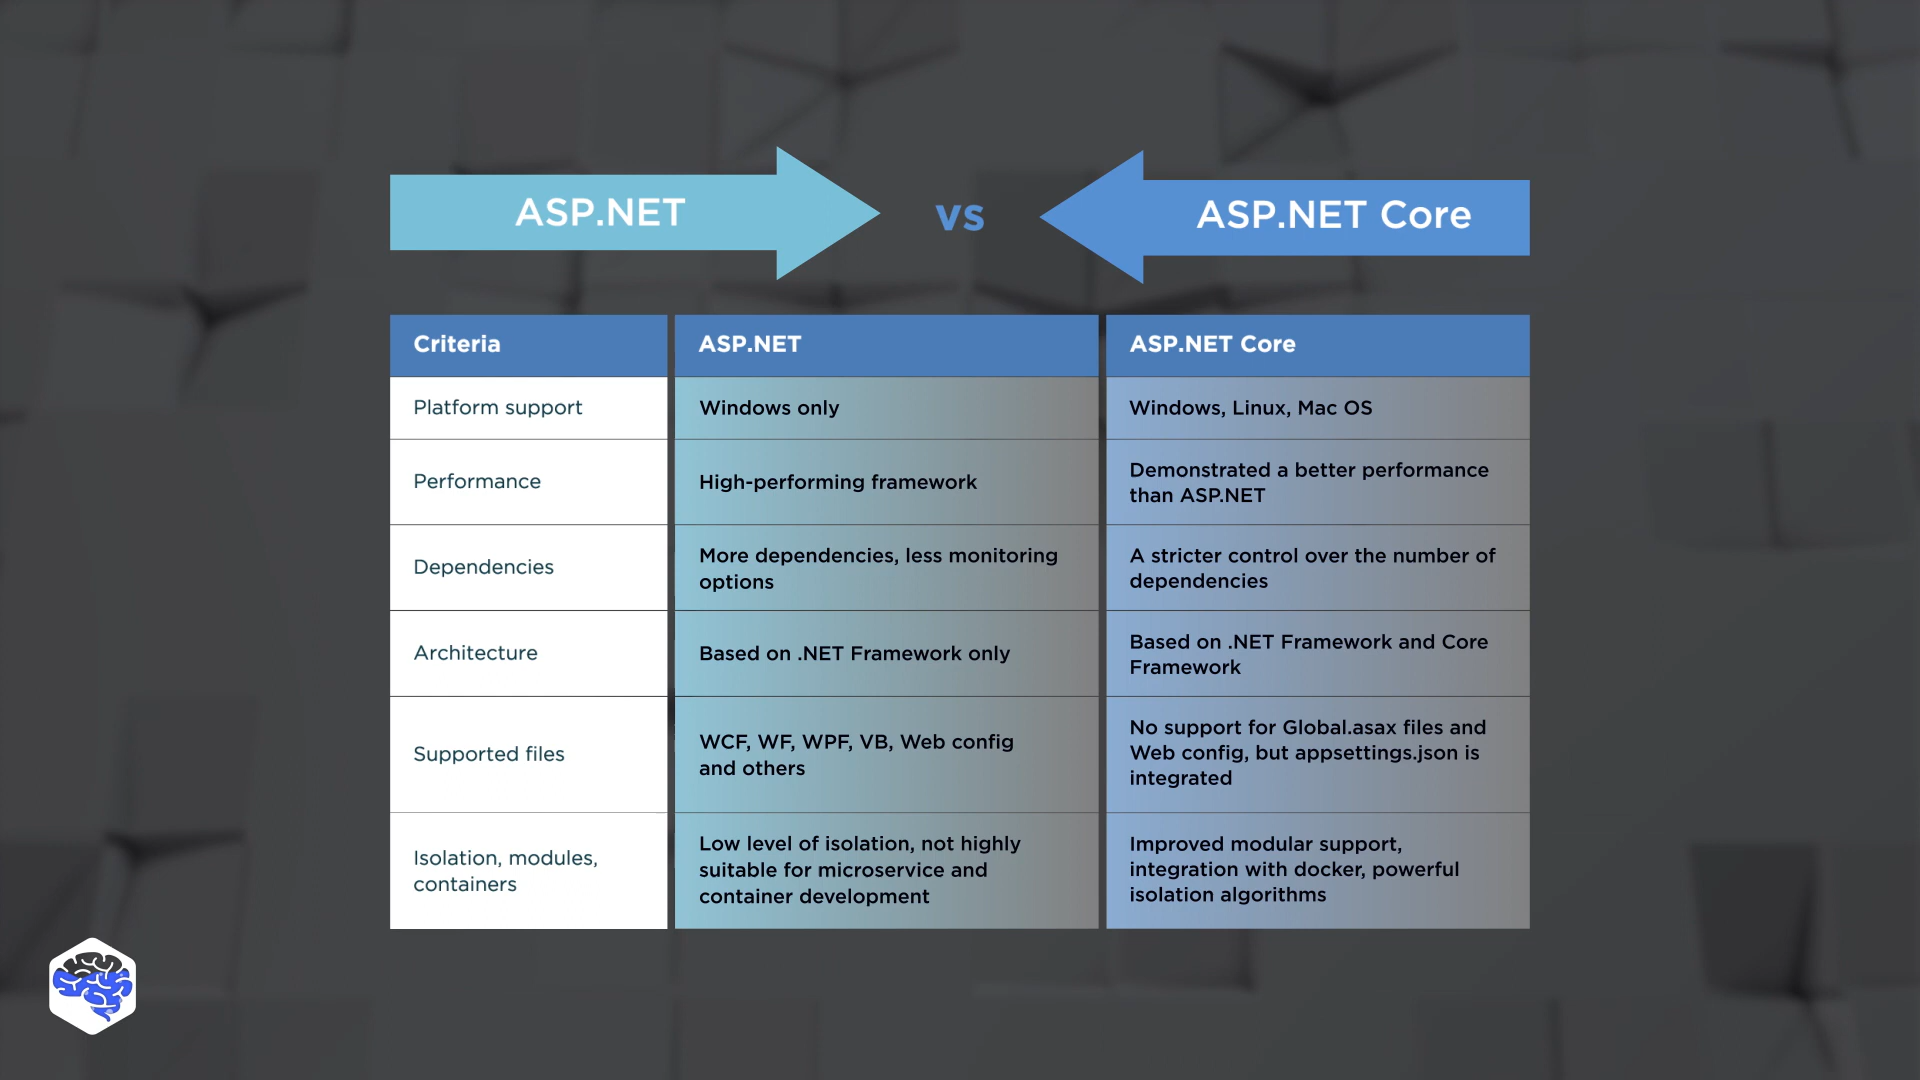 ASP.NET
VS
ASP.NET Core
Criteria
ASP.NET
ASP.NET Core
Platform support
Windows only
Windows, Linux, Mac OS
Performance
High-performing framework
Demonstrated a better performance
than ASP.NET
Dependencies
More dependencies, less monitoring
options
A stricter control over the number of
dependencies
Architecture
Based on .NET Framework only
Based on .NET Framework and Core
Framework
Supported files
WCF, WF, WPF, VB, Web config
and others
No support for Global.asax files and
Web config, but appsettings.json is
integrated
Isolation, modules,
containers
Low level of isolation, not highly
suitable for microservice and
container development
Improved modular support,
integration with docker, powerful
isolation algorithms